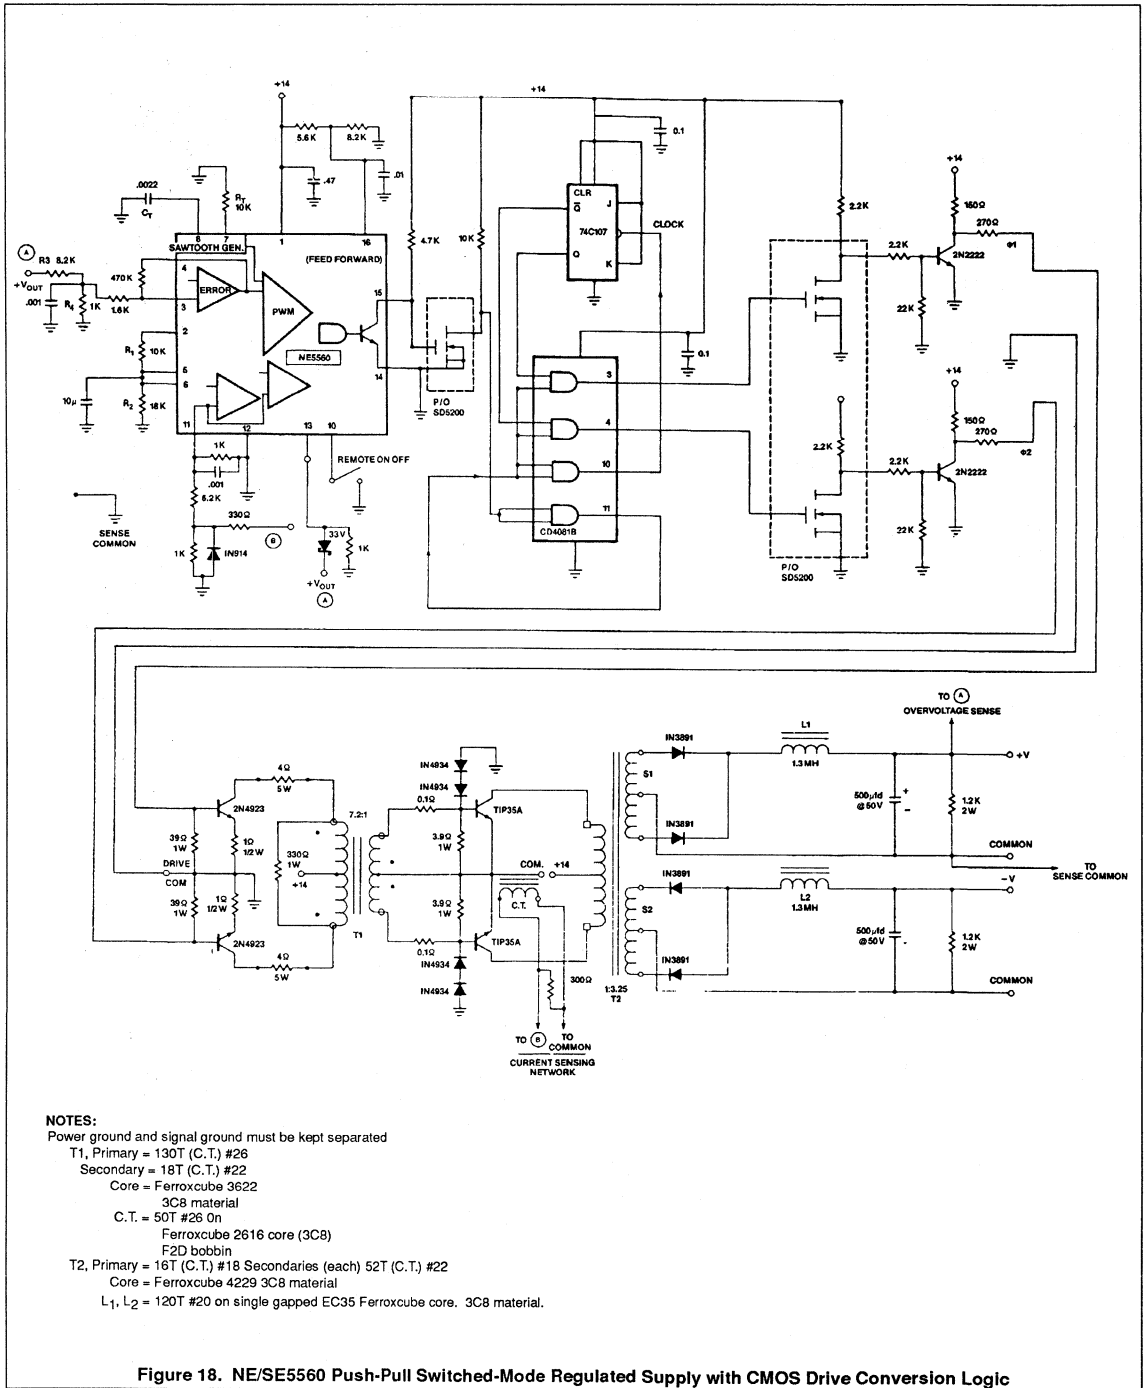 +14
+14
5.6K
8.2K
0.1
.47
.01
.0022
CT
RT
10K
CLR
Q
J
74C107
CLOCK
Q
K
4.7K
10K
2.2K
+14
150Ω
270Ω
Φ1
2.2K
2N2222
22K
A
R3 8.2K
+VOUT
.001
R4
1K
1.6K
470K
8
7
SAWTOOTH GEN.
1
16
(FEED FORWARD)
4
ERROR
3
PWM
15
2
NE5560
14
R1
10K
5
6
10µ
R2
18K
11
12
13
10
P/O
SD5200
0.1
3
4
10
11
CD4081B
2.2K
P/O
SD5200
+14
150Ω
270Ω
Φ2
2.2K
2N2222
22K
1K
.001
5.2K
330Ω
B
1K
IN914
SENSE
COMMON
REMOTE ON OFF
33V
1K
+VOUT
A
TO A
OVERVOLTAGE SENSE
L1
1.3MH
IN3891
S1
IN3891
+V
500µfd
@50V
+
-
1.2K
2W
COMMON
TO
SENSE COMMON
4Ω
5W
2N4923
39Ω
1W
1Ω
1/2W
DRIVE
COM
39Ω
1W
1Ω
1/2W
2N4923
4Ω
5W
330Ω
1W
+14
7.2:1
T1
IN4934
IN4934
0.1Ω
TIP35A
3.9Ω
1W
COM.
+14
C.T.
3.9Ω
1W
TIP35A
0.1Ω
IN4934
IN4934
300Ω
1:3.25
T2
IN3891
S2
IN3891
L2
1.3MH
-V
500µfd
@50V
-
1.2K
2W
COMMON
TO B
TO
COMMON
CURRENT SENSING
NETWORK
NOTES:
Power ground and signal ground must be kept separated
T1, Primary = 130T (C.T.) #26
Secondary = 18T (C.T.) #22
Core = Ferroxcube 3622
3C8 material
C.T. = 50T #26 0n
Ferroxcube 2616 core (3C8)
F2D bobbin
T2, Primary = 16T (C.T.) #18 Secondaries (each) 52T (C.T.) #22
Core = Ferroxcube 4229 3C8 material
L1, L2 = 120T #20 on single gapped EC35 Ferroxcube core. 3C8 material.
Figure 18. NE/SE5560 Push-Pull Switched-Mode Regulated Supply with CMOS Drive Conversion Logic